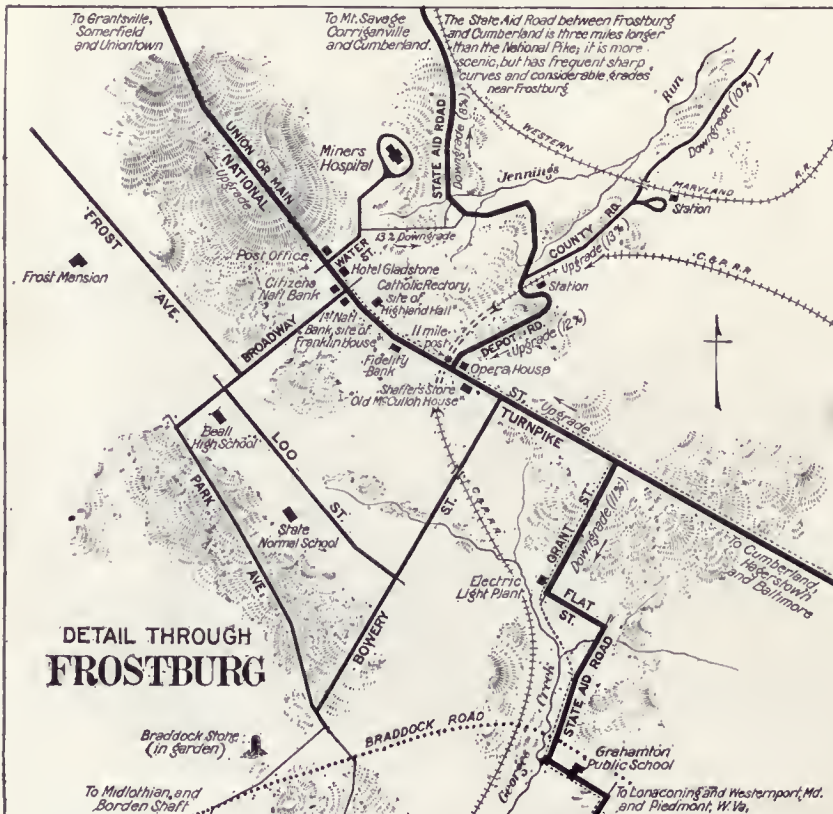 To Grantsville,
Somerfield
and Uniontown
To Mt. Savage
Corriganville
and Cumberland.
The State Aid Road between Frostburg
and Cumberland is three miles longer
than the National Pike; it is more
scenic, but has frequent sharp
curves and considerable grades
near Frostburg.
UNION OR MAIN
NATIONAL
Upgrade
Miners
Hospital
STATE AID ROAD
Downgrade (8%)
WESTERN
MARYLAND
R.R.
Jennings
Run
Downgrade (10%)
Station
COUNTY RD.
Upgrade (13%)
C. & P. R. R.
Station
FROST
AVE.
Frost Mansion
Post Office
WATER
ST.
13% Downgrade
Hotel Gladstone
Citizens
Nat'l Bank
Catholic Rectory,
site of
Highland Hall
BROADWAY
1st Nat'l
Bank, site of
Franklin House
11 mile-
post
Fidelity
Bank
DEPOT RD.
Upgrade (12%)
Opera House
Shaffer's Store
Old McCulloh House
ST.
TURNPIKE
Upgrade
Beall
High School
LOO
ST.
PARK
AVE.
State
Normal School
BOWERY
ST.
C. & P. R. R.
GRANT ST.
Downgrade (11%)
To Cumberland,
Hagerstown
and Baltimore
Electric
Light Plant
FLAT
ST.
STATE AID ROAD
DETAIL THROUGH
FROSTBURG
Braddock Stone
(in garden)
BRADDOCK ROAD
Georges
Creek
Grahamton
Public School
To Midlothian, and
Borden Shaft
To Lonaconing and Westernport, Md.
and Piedmont, W. Va.